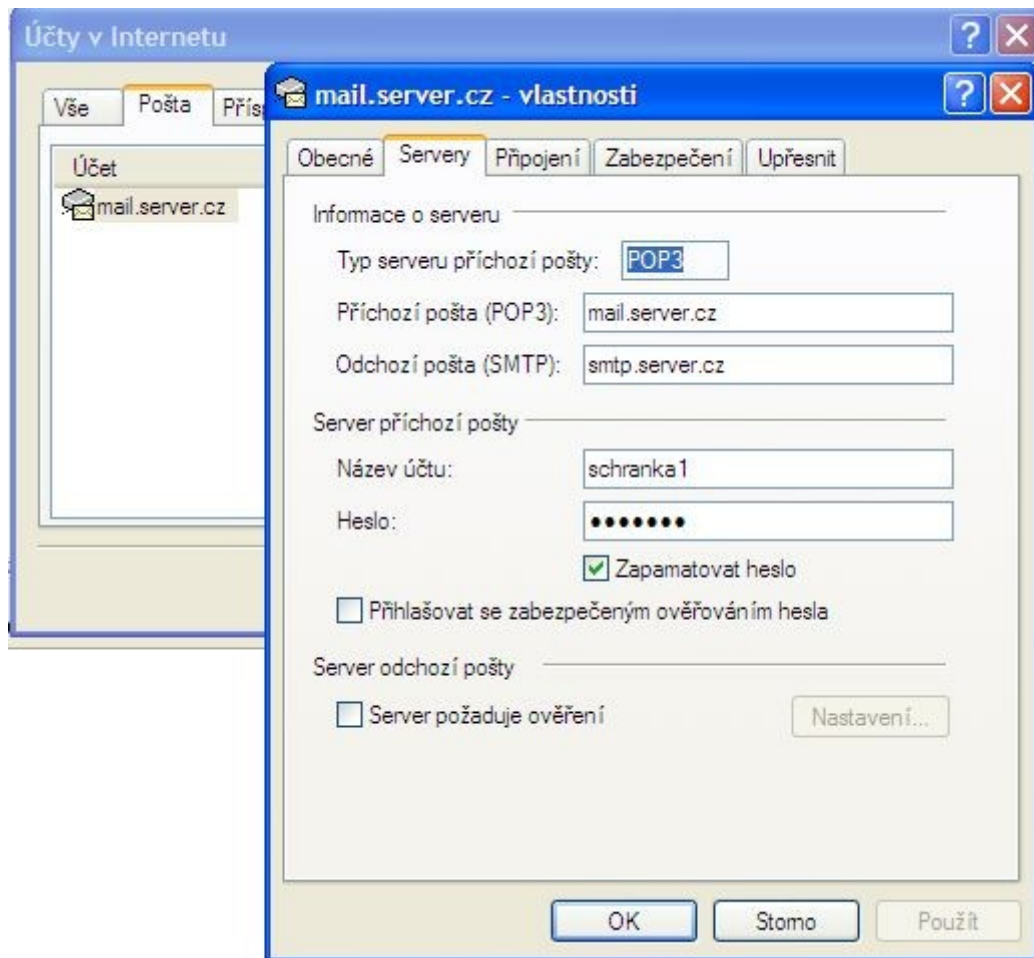 Účty v Internetu
Vše Pošta
Účet
mail.server.cz
mail.server.cz - vlastnosti
Obecné Servery Připojení Zabezpečení Upřesnit
Informace o serveru
Typ serveru příchozí pošty: POP3
Příchozí pošta (POP3): mail.server.cz
Odchozí pošta (SMTP): smtp.server.cz
Server příchozí pošty
Název účtu: schranka1
Heslo: •••••••
Zapamatovat heslo
Přihlašovat se zabezpečeným ověřováním hesla
Server odchozí pošty
Server požaduje ověření Nastavení...
OK Storno Použít